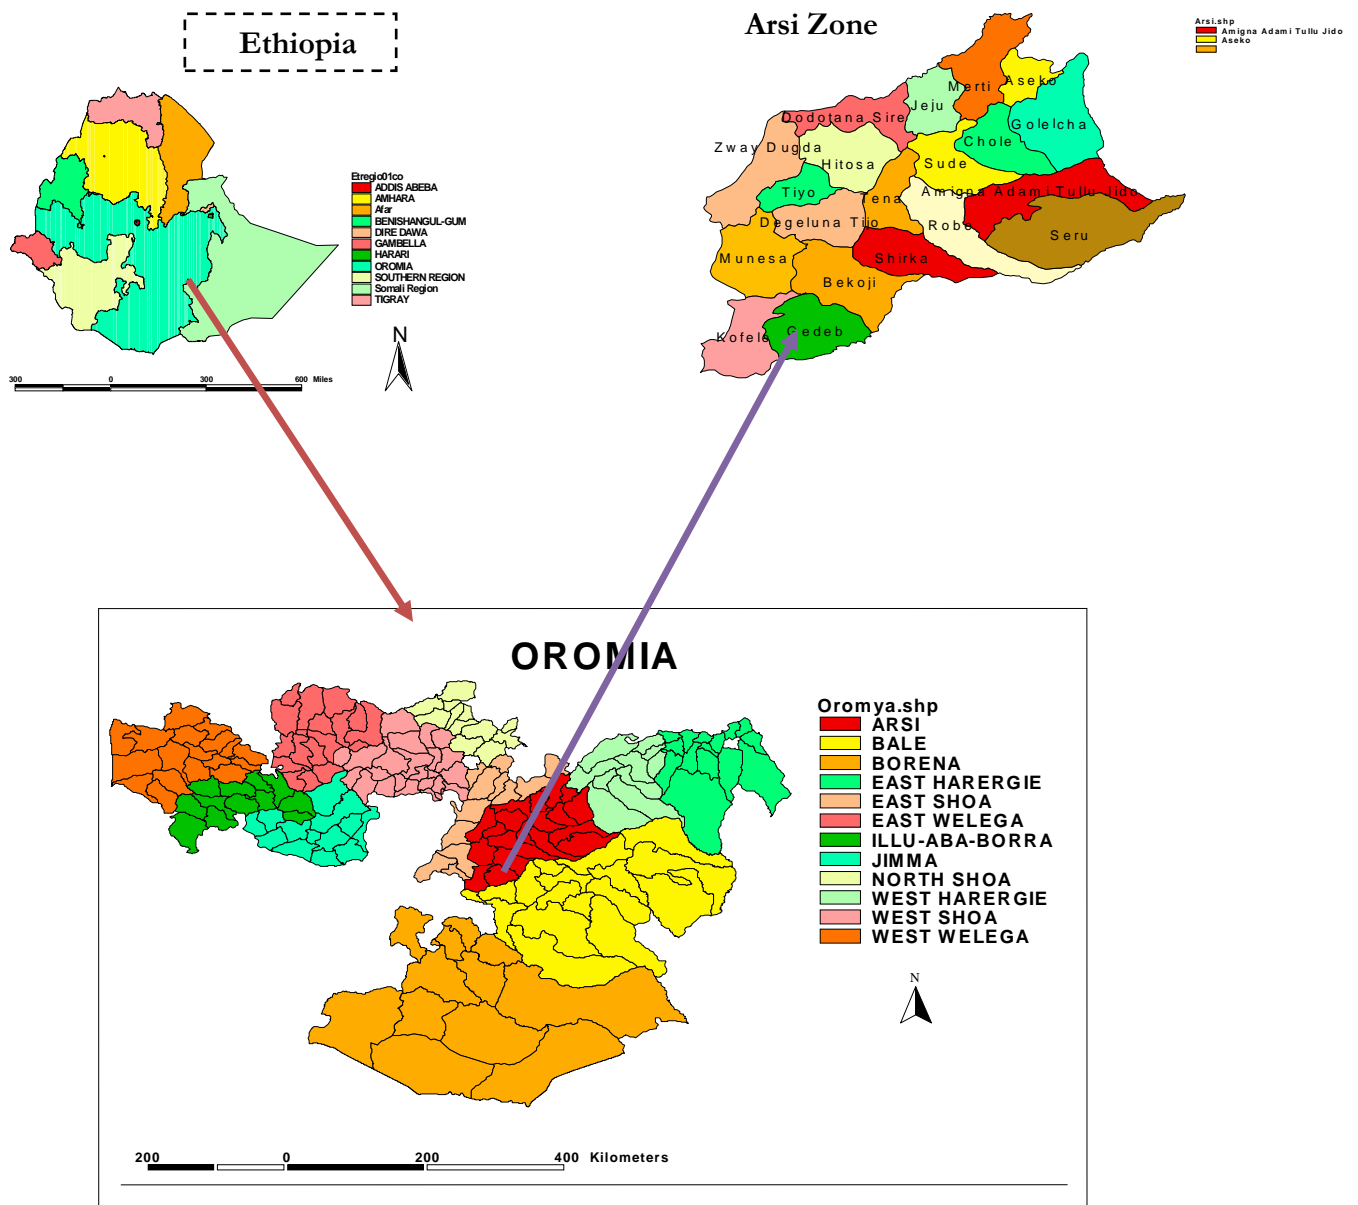 Ethiopia
Etregio01co
ADDIS ABEBA
AMHARA
Afar
BENISHANGUL-GUM
DIRE DAWA
GAMBELLA
HARARI
OROMIA
SOUTHERN REGION
Somali Region
TIGRAY
N
300 0 300 600 Miles
Arsi Zone
Arsi.shp
Amigna Adami Tullu Jido
Aseko
Merti
Aseko
Jeju
Golelcha
Dodotana Sire
Chole
Zway Dugda
Hitosa
Sude
Tiyo
Tena
Amigna Adami Tullu Jido
Degeluna Tijo
Robe
Seru
Munesa
Shirka
Bekoji
Kofele
Gedeb
OROMIA
Oromya.shp
ARSI
BALE
BORENA
EAST HARERGIE
EAST SHOA
EAST WELEGA
ILLU-ABA-BORRA
JIMMA
NORTH SHOA
WEST HARERGIE
WEST SHOA
WEST WELEGA
N
200 0 200 400 Kilometers